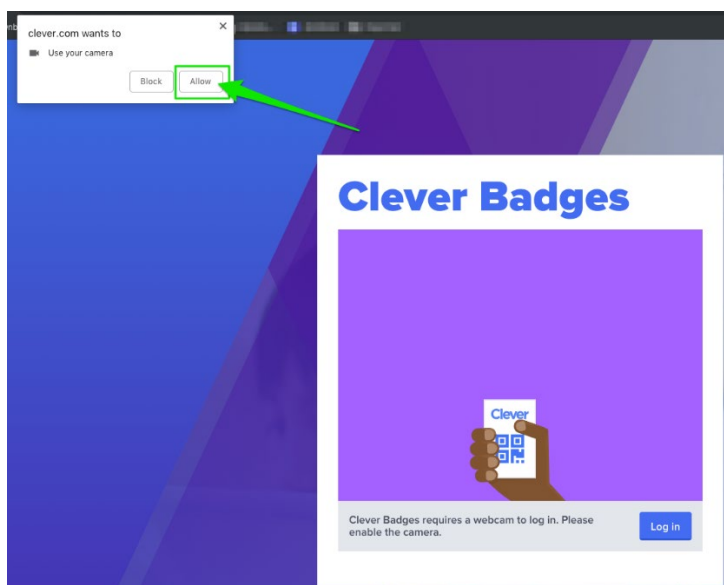 clever.com wants to
Use your camera
Block
Allow
Clever Badges
Clever
Clever Badges requires a webcam to log in. Please
enable the camera.
Log in